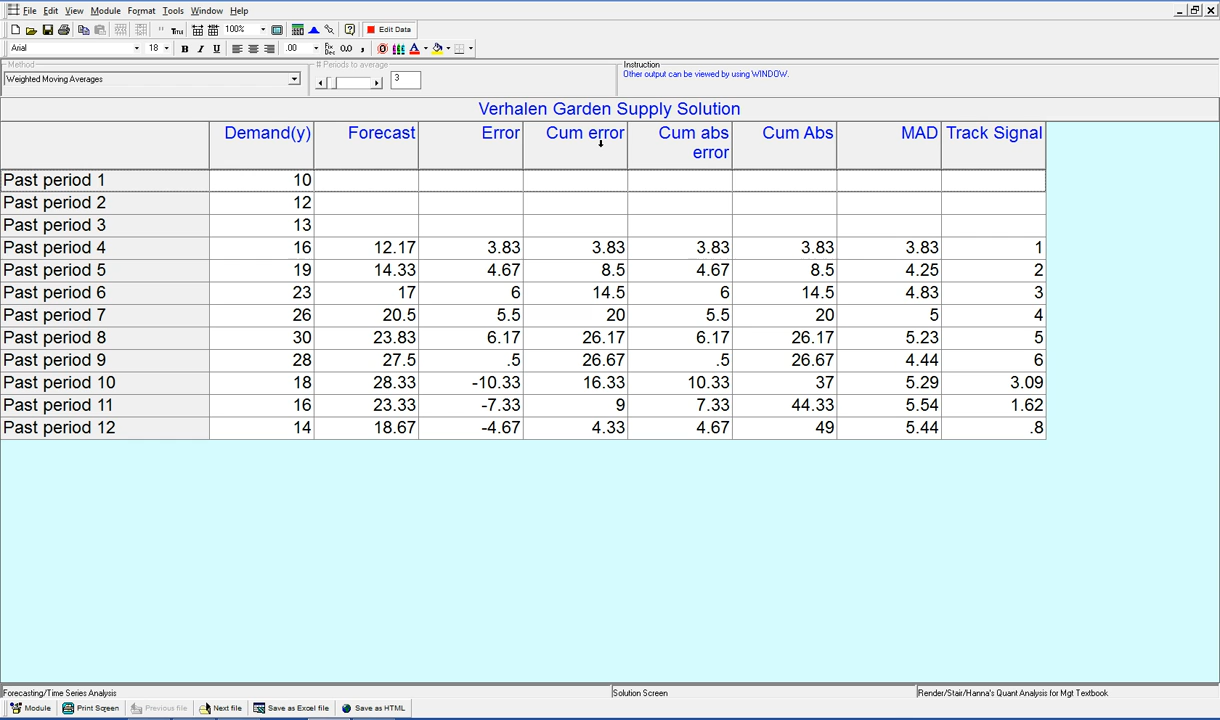 File Edit View Module Format Tools Window Help
100% Edit Data
Arial 18 B I U .00 Fix Dec 0.0 ,
Method # Periods to average Instruction
Weighted Moving Averages 3 Other output can be viewed by using WINDOW.
Verhalen Garden Supply Solution
Demand(y) Forecast Error Cum error Cum abs error Cum Abs MAD Track Signal
Past period 1 10
Past period 2 12
Past period 3 13
Past period 4 16 12.17 3.83 3.83 3.83 3.83 3.83 1
Past period 5 19 14.33 4.67 8.5 4.67 8.5 4.25 2
Past period 6 23 17 6 14.5 6 14.5 4.83 3
Past period 7 26 20.5 5.5 20 5.5 20 5 4
Past period 8 30 23.83 6.17 26.17 6.17 26.17 5.23 5
Past period 9 28 27.5 .5 26.67 .5 26.67 4.44 6
Past period 10 18 28.33 -10.33 16.33 10.33 37 5.29 3.09
Past period 11 16 23.33 -7.33 9 7.33 44.33 5.54 1.62
Past period 12 14 18.67 -4.67 4.33 4.67 49 5.44 .8
Forecasting/Time Series Analysis Solution Screen Render/Stair/Hanna's Quant Analysis for Mgt Textbook
Module Print Screen Previous file Next file Save as Excel file Save as HTML